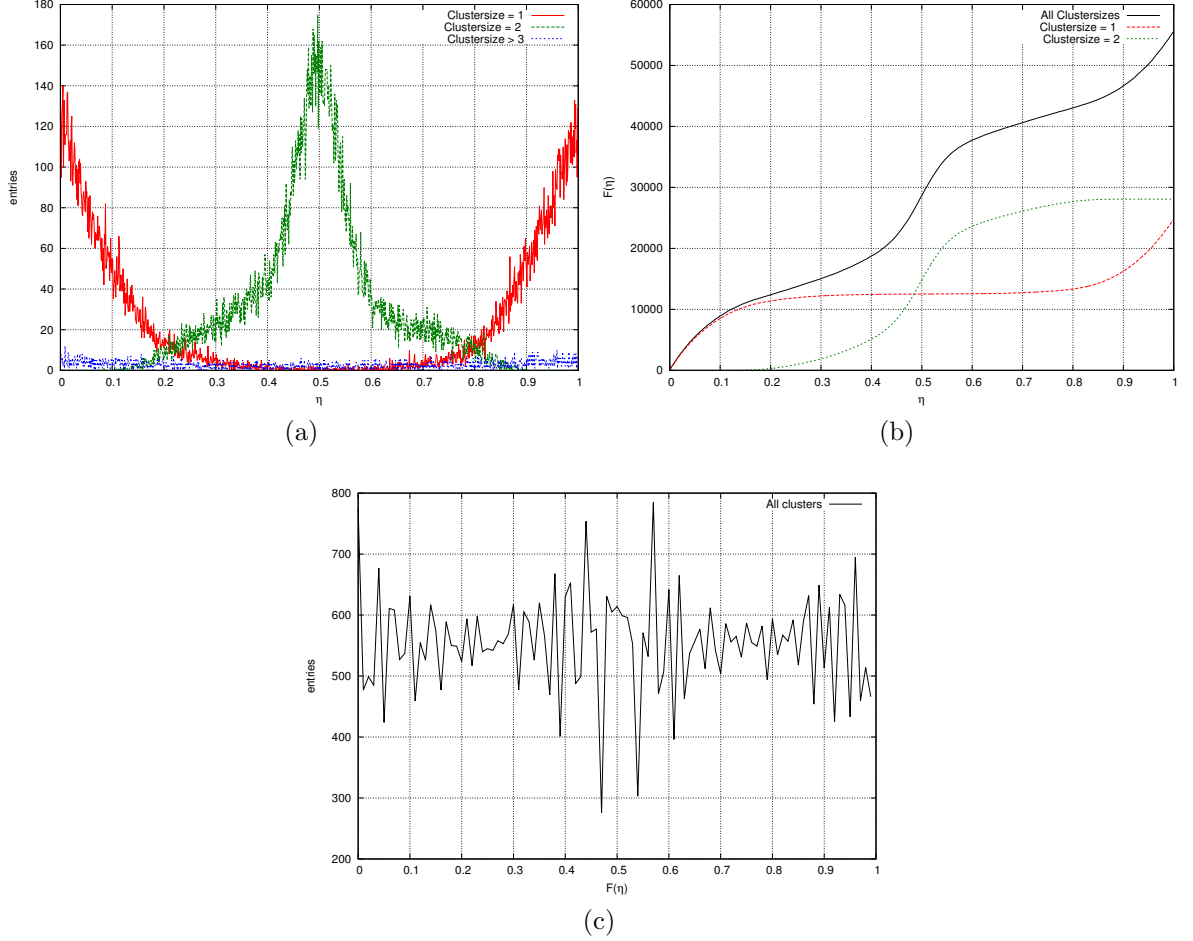 180
160
140
120
100
80
60
40
20
0
entries
Clustersize = 1
Clustersize = 2
Clustersize > 3
0 0.1 0.2 0.3 0.4 0.5 0.6 0.7 0.8 0.9 1
η
(a)
60000
50000
40000
30000
20000
10000
0
F(η)
All Clustersizes
Clustersize = 1
Clustersize = 2
0 0.1 0.2 0.3 0.4 0.5 0.6 0.7 0.8 0.9 1
η
(b)
800
700
600
500
400
300
200
entries
All clusters
0 0.1 0.2 0.3 0.4 0.5 0.6 0.7 0.8 0.9 1
F(η)
(c)